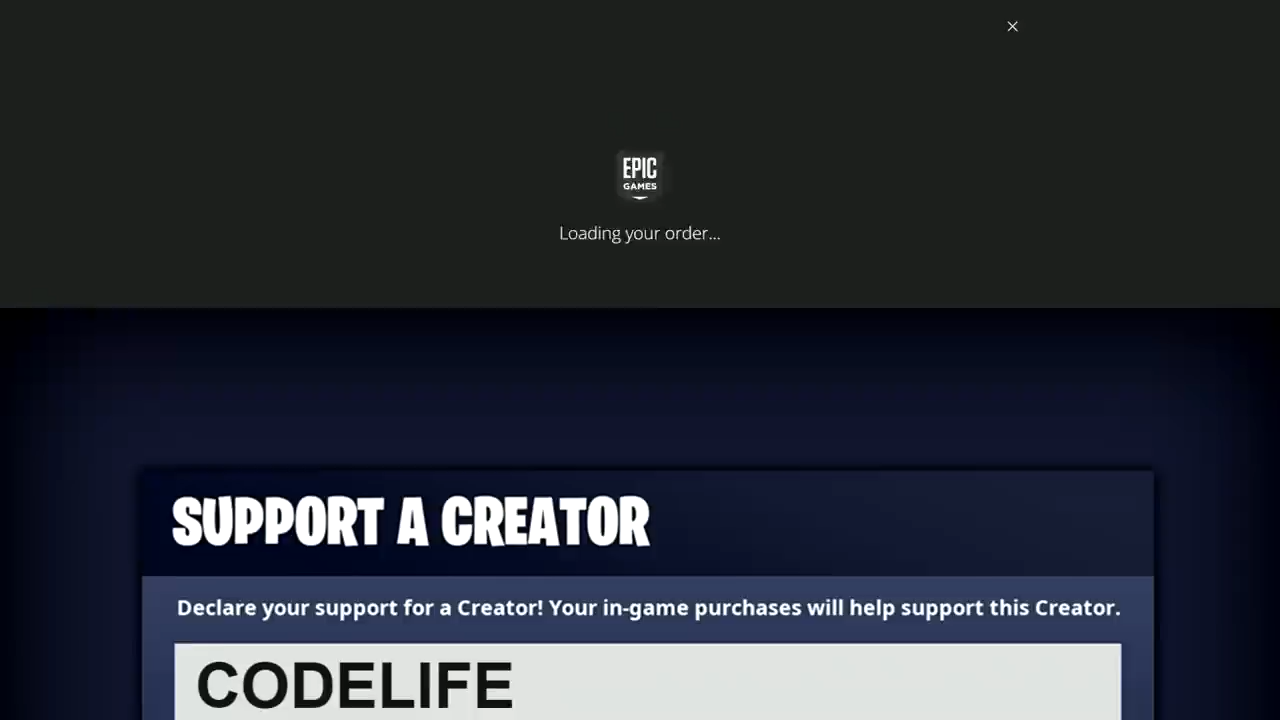 EPIC
GAMES
Loading your order...
SUPPORT A CREATOR
Declare your support for a Creator! Your in-game purchases will help support this Creator.
CODELIFE